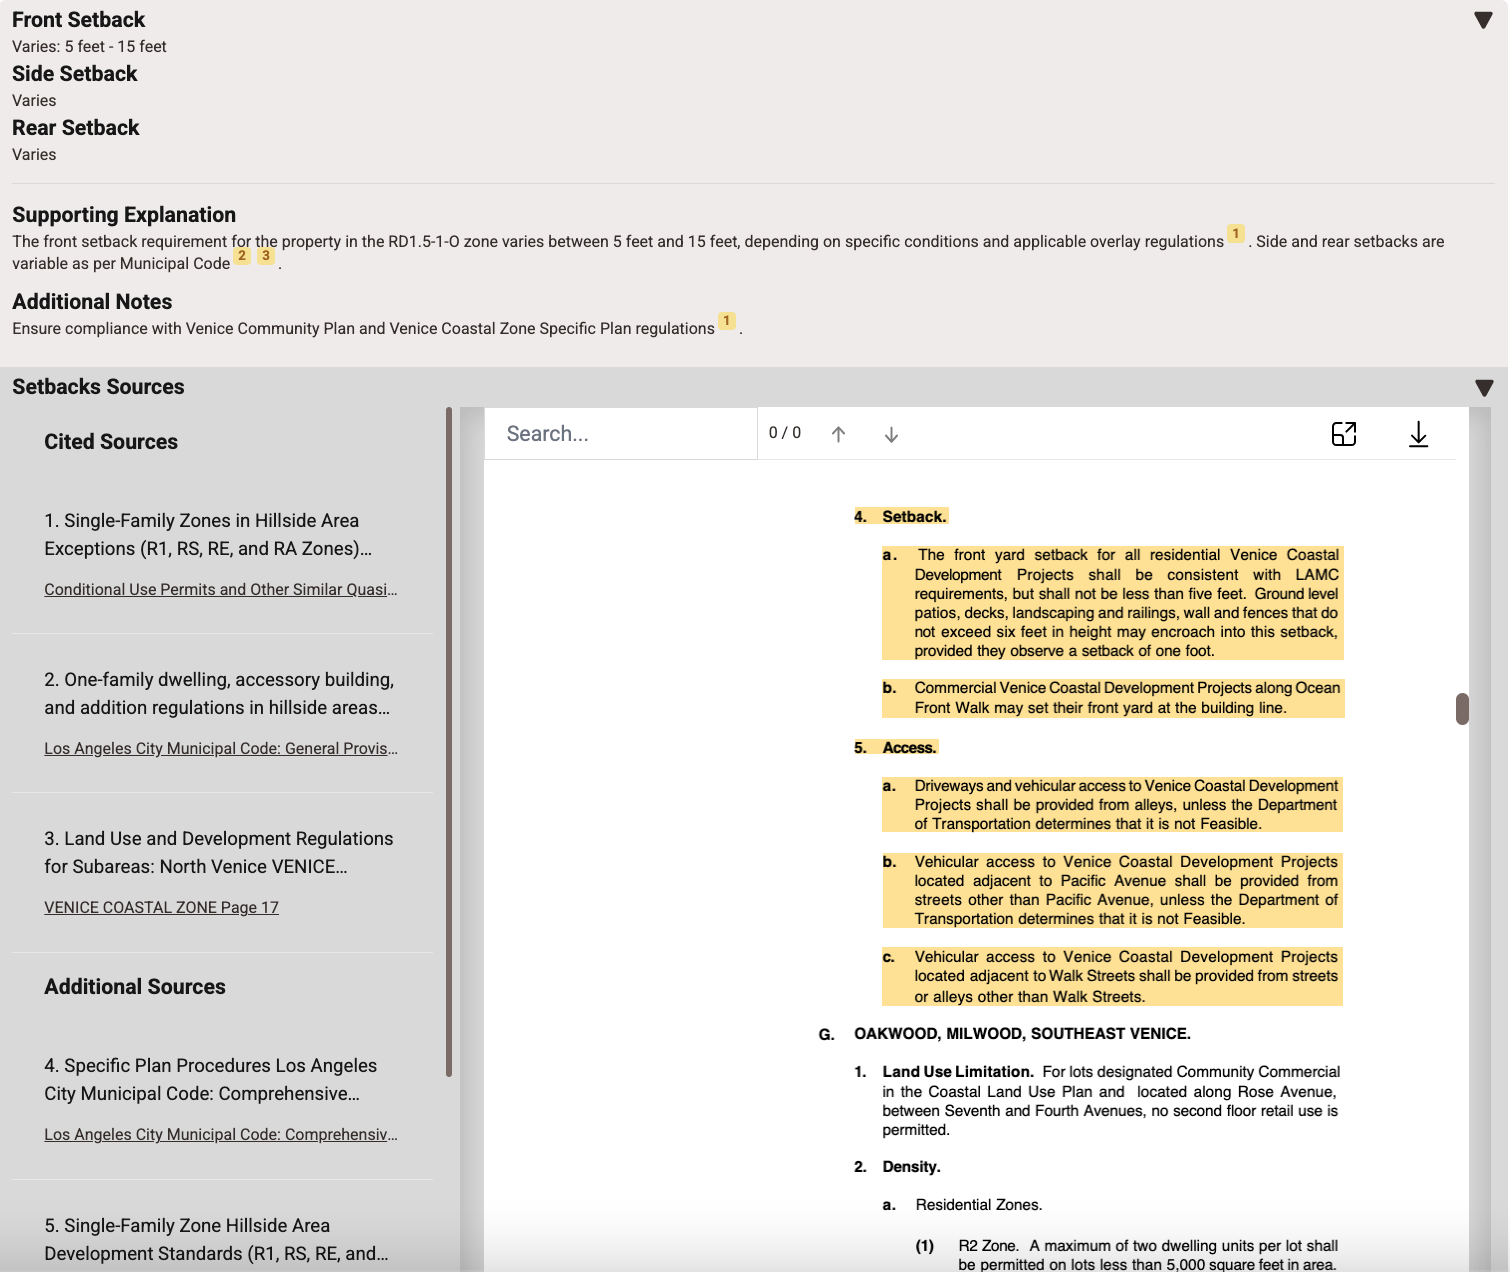 Front Setback
Varies: 5 feet - 15 feet
Side Setback
Varies
Rear Setback
Varies
Supporting Explanation
The front setback requirement for the property in the RD1.5-1-O zone varies between 5 feet and 15 feet, depending on specific conditions and applicable overlay regulations 1 . Side and rear setbacks are
variable as per Municipal Code 2 3 .
Additional Notes
Ensure compliance with Venice Community Plan and Venice Coastal Zone Specific Plan regulations 1 .
Setbacks Sources
Cited Sources
1. Single-Family Zones in Hillside Area
Exceptions (R1, RS, RE, and RA Zones)...
Conditional Use Permits and Other Similar Quasi...
2. One-family dwelling, accessory building,
and addition regulations in hillside areas...
Los Angeles City Municipal Code: General Provis...
3. Land Use and Development Regulations
for Subareas: North Venice VENICE...
VENICE COASTAL ZONE Page 17
Additional Sources
4. Specific Plan Procedures Los Angeles
City Municipal Code: Comprehensive...
Los Angeles City Municipal Code: Comprehensiv...
5. Single-Family Zone Hillside Area
Development Standards (R1, RS, RE, and...
Search...
0 / 0
4. Setback.
a. The front yard setback for all residential Venice Coastal
Development Projects shall be consistent with LAMC
requirements, but shall not be less than five feet. Ground level
patios, decks, landscaping and railings, wall and fences that do
not exceed six feet in height may encroach into this setback,
provided they observe a setback of one foot.
b. Commercial Venice Coastal Development Projects along Ocean
Front Walk may set their front yard at the building line.
5. Access.
a. Driveways and vehicular access to Venice Coastal Development
Projects shall be provided from alleys, unless the Department
of Transportation determines that it is not Feasible.
b. Vehicular access to Venice Coastal Development Projects
located adjacent to Pacific Avenue shall be provided from
streets other than Pacific Avenue, unless the Department of
Transportation determines that it is not Feasible.
c. Vehicular access to Venice Coastal Development Projects
located adjacent to Walk Streets shall be provided from streets
or alleys other than Walk Streets.
G. OAKWOOD, MILWOOD, SOUTHEAST VENICE.
1. Land Use Limitation. For lots designated Community Commercial
in the Coastal Land Use Plan and located along Rose Avenue,
between Seventh and Fourth Avenues, no second floor retail use is
permitted.
2. Density.
a. Residential Zones.
(1) R2 Zone. A maximum of two dwelling units per lot shall
be permitted on lots less than 5,000 square feet in area.